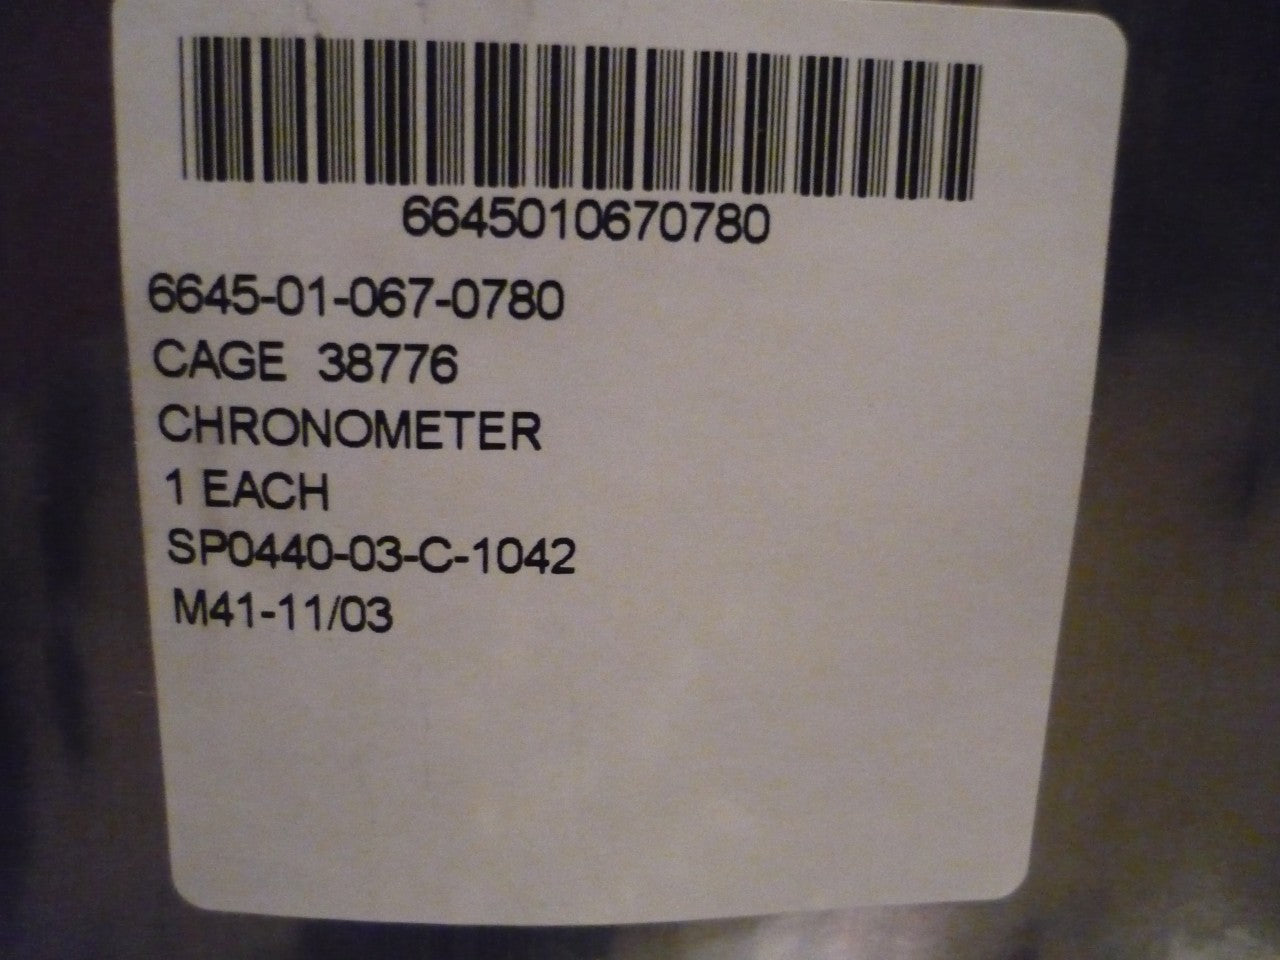 6645010670780
6645-01-067-0780
CAGE 38776
CHRONOMETER
1 EACH
SP0440-03-C-1042
M41-11/03